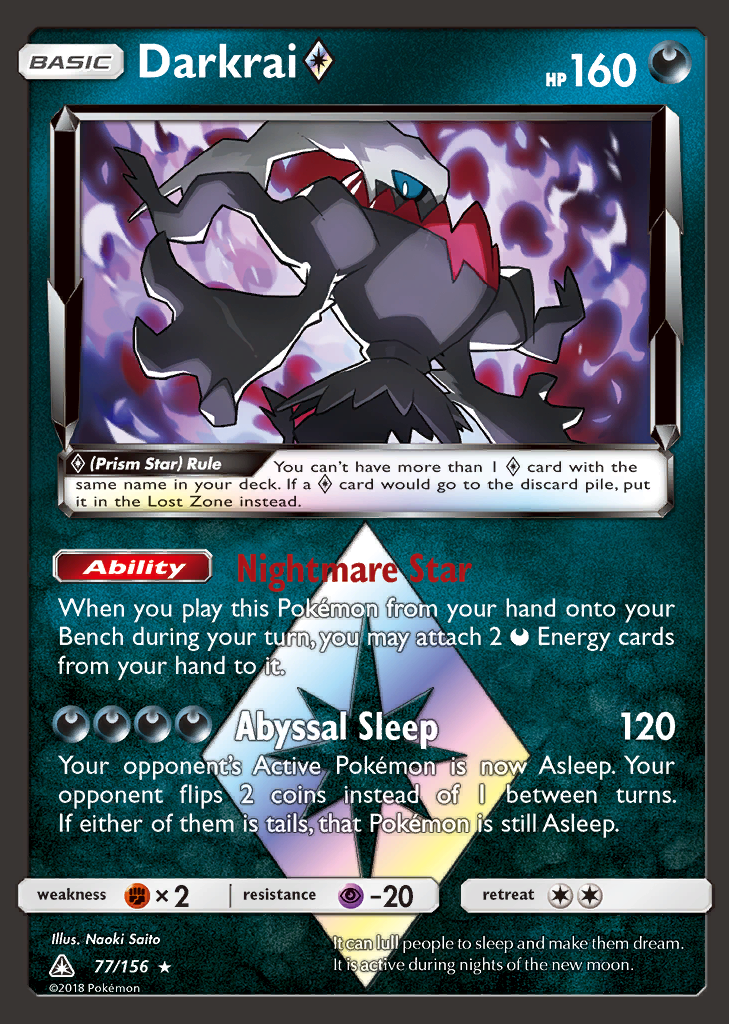 BASIC Darkrai HP 160
(Prism Star) Rule You can't have more than 1 card with the
same name in your deck. If a card would go to the discard pile, put
it in the Lost Zone instead.
Ability Nightmare Star
When you play this Pokémon from your hand onto your
Bench during your turn, you may attach 2 Energy cards
from your hand to it.
Abyssal Sleep 120
Your opponent's Active Pokémon is now Asleep. Your
opponent flips 2 coins instead of 1 between turns.
If either of them is tails, that Pokémon is still Asleep.
weakness × 2 resistance -20 retreat
Illus. Naoki Saito
77/156 ★
©2018 Pokémon
It can lull people to sleep and make them dream.
It is active during nights of the new moon.